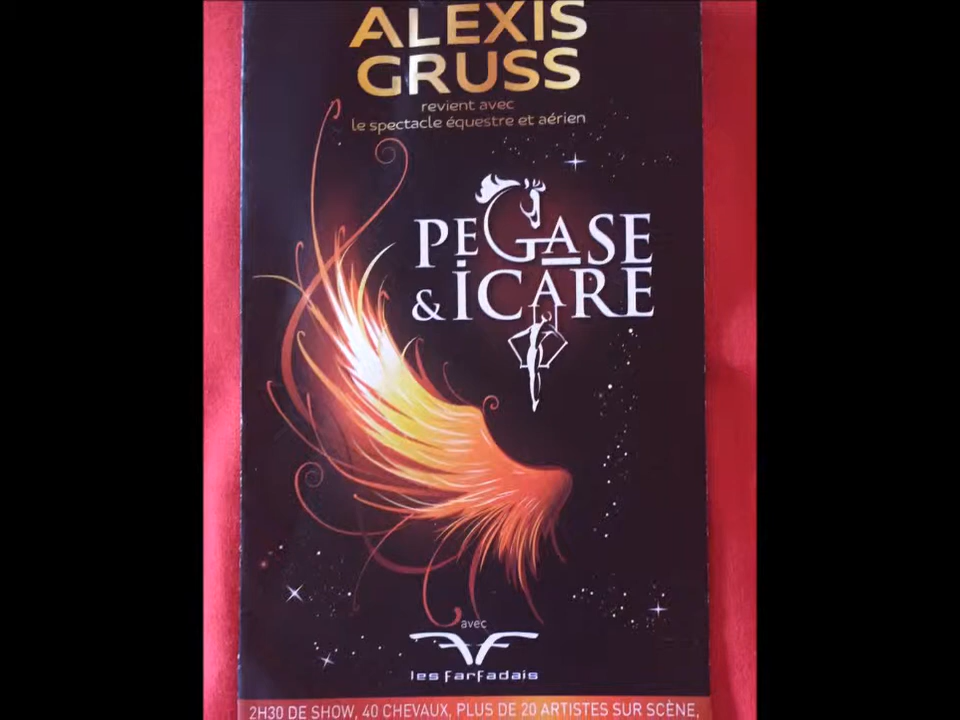 ALEXIS
GRUSS
revient avec
le spectacle équestre et aérien
PEGASE
& iCARE
avec
les farfadais
2H30 DE SHOW, 40 CHEVAUX, PLUS DE 20 ARTISTES SUR SCÈNE,